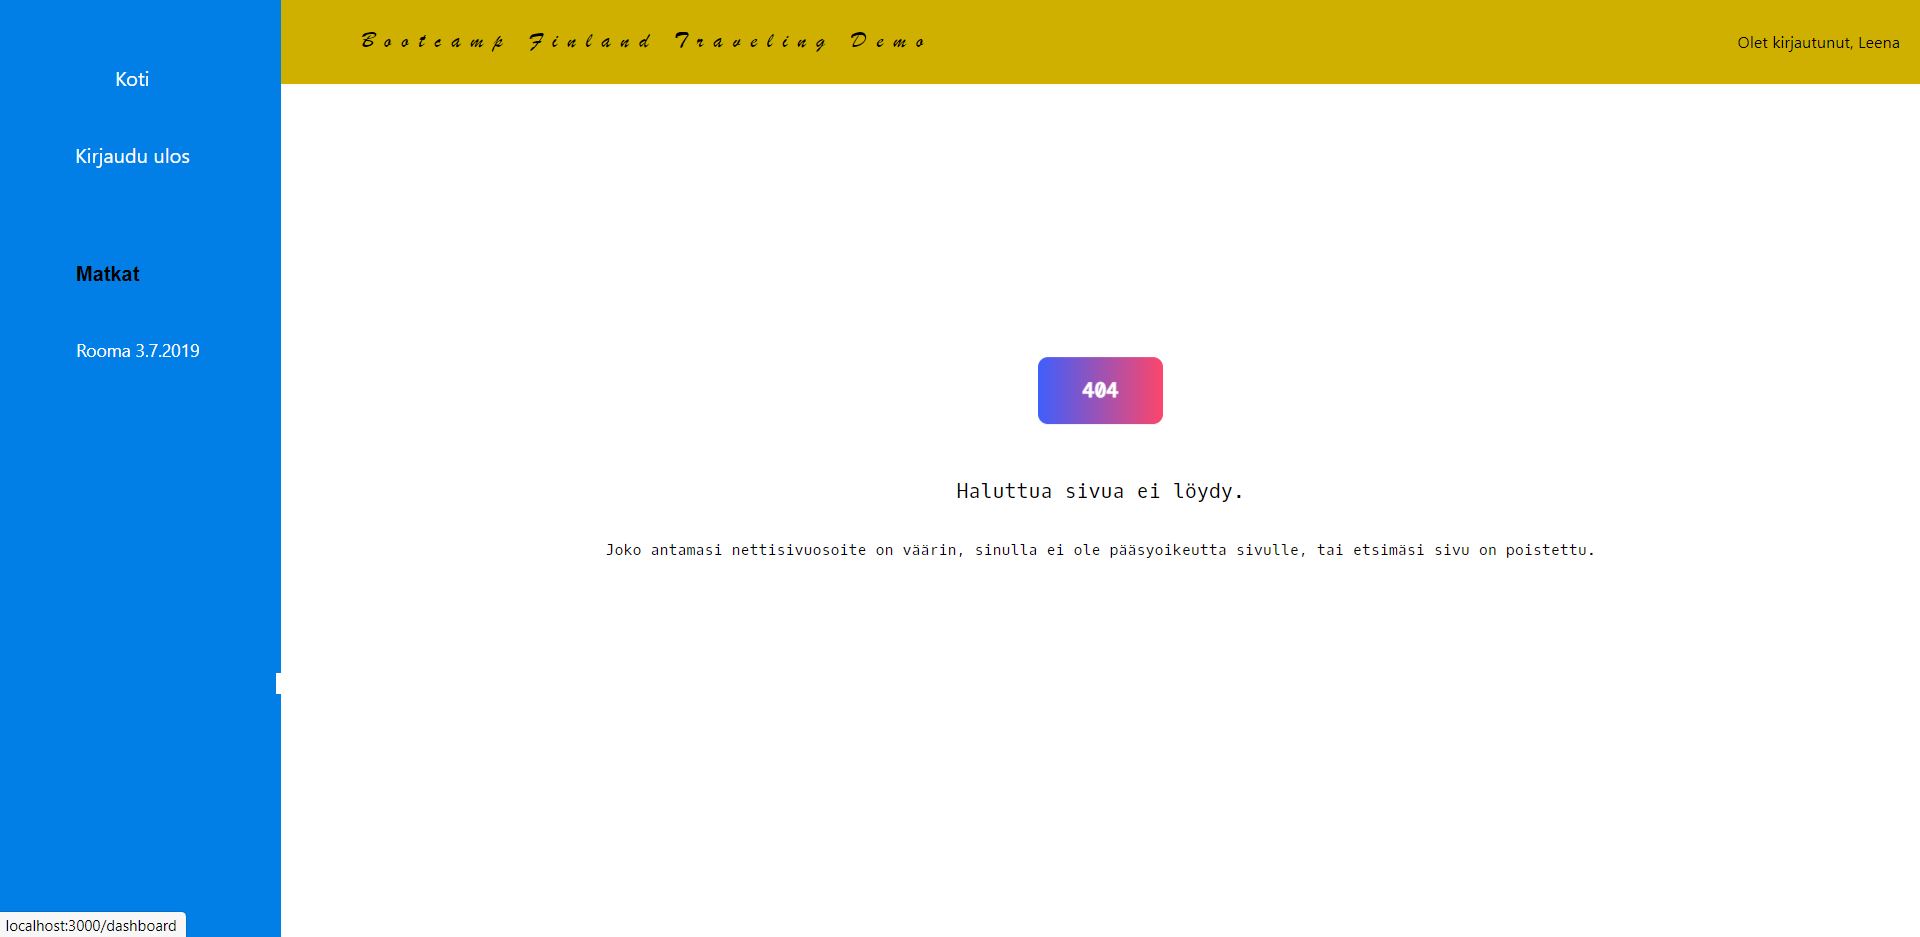 Koti
Kirjaudu ulos
Matkat
Rooma 3.7.2019
Bootcamp Finland Traveling Demo
Olet kirjautunut, Leena
404
Haluttua sivua ei löydy.
Joko antamasi nettisivuosoite on väärin, sinulla ei ole pääsyoikeutta sivulle, tai etsimäsi sivu on poistettu.
localhost:3000/dashboard